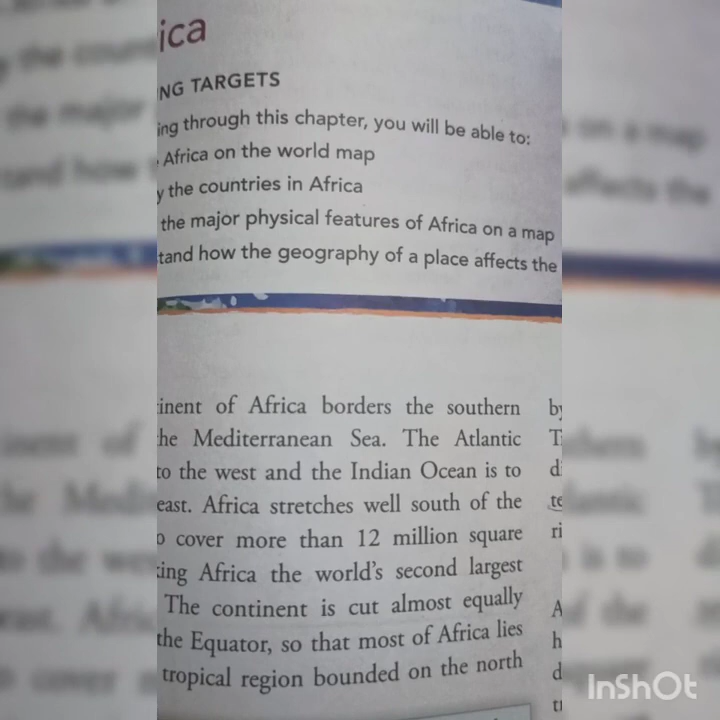 ica
NG TARGETS
ing through this chapter, you will be able to:
Africa on the world map
y the countries in Africa
the major physical features of Africa on a map
tand how the geography of a place affects the
inent of Africa borders the southern
he Mediterranean Sea. The Atlantic
to the west and the Indian Ocean is to
east. Africa stretches well south of the
o cover more than 12 million square
ing Africa the world's second largest
The continent is cut almost equally
the Equator, so that most of Africa lies
tropical region bounded on the north
by
T
d
te
ri
A
h
d
InShOt